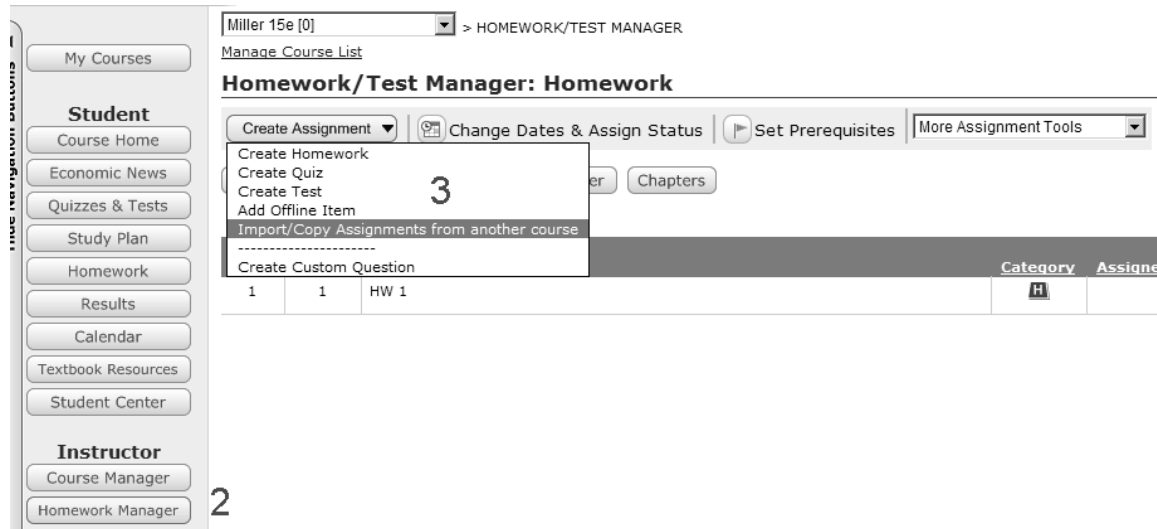 Hide Navigation Buttons
My Courses
Student
Course Home
Economic News
Quizzes & Tests
Study Plan
Homework
Results
Calendar
Textbook Resources
Student Center
Instructor
Course Manager
Homework Manager
2
Miller 15e [0] > HOMEWORK/TEST MANAGER
Manage Course List
Homework/Test Manager: Homework
Create Assignment Change Dates & Assign Status Set Prerequisites More Assignment Tools
Create Homework
Create Quiz
Create Test
Add Offline Item
Import/Copy Assignments from another course
----------------------
Create Custom Question
3
er Chapters
Category Assigne
1 1 HW 1 H